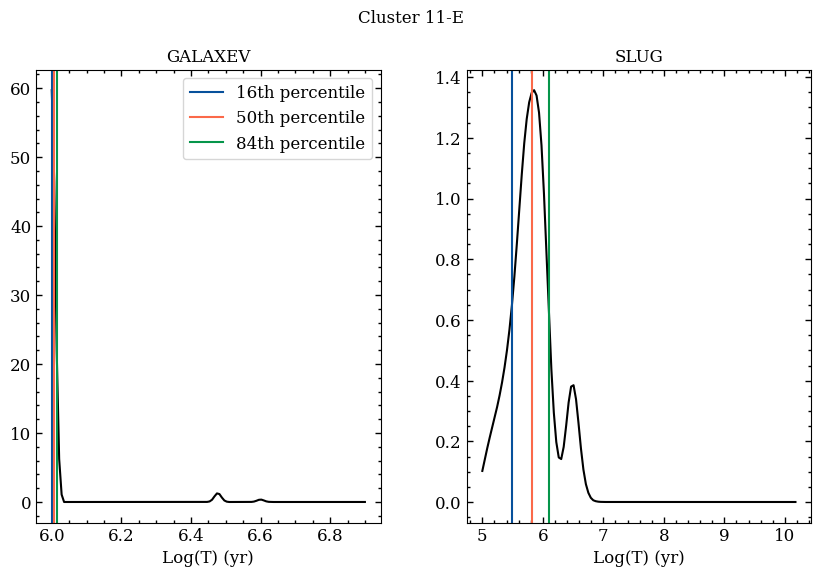 Cluster 11-E
GALAXEV
60
50
40
30
20
10
0
6.0 6.2 6.4 6.6 6.8
Log(T) (yr)
16th percentile
50th percentile
84th percentile
SLUG
1.4
1.2
1.0
0.8
0.6
0.4
0.2
0.0
5 6 7 8 9 10
Log(T) (yr)